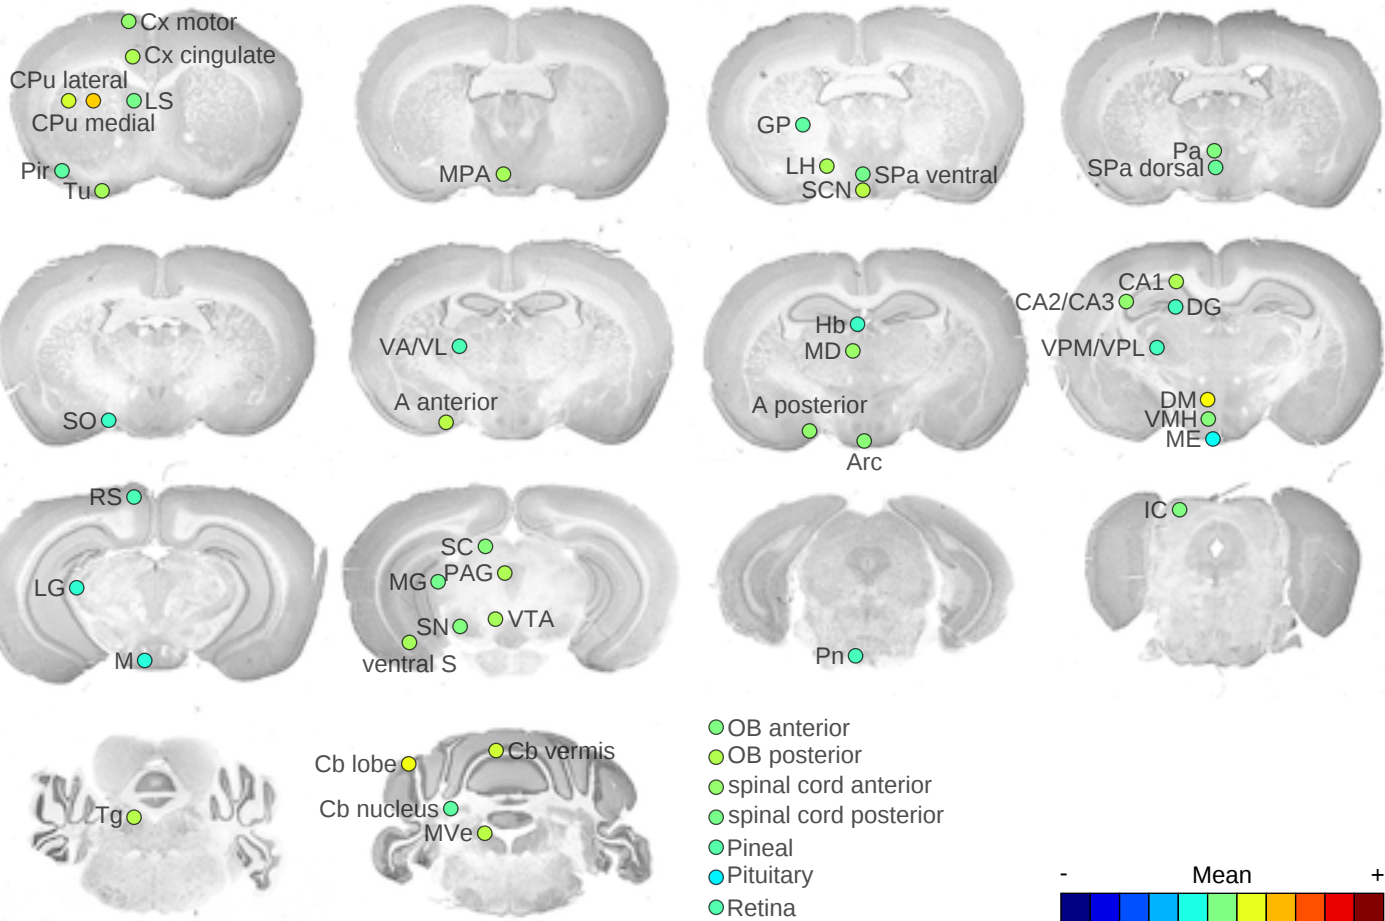 Cx motor
Cx cingulate
CPu lateral
LS
CPu medial
Pir
Tu
MPA
GP
LH
SPa ventral
SCN
Pa
SPa dorsal
SO
VA/VL
A anterior
Hb
MD
A posterior
Arc
CA1
CA2/CA3
DG
VPM/VPL
DM
VMH
ME
RS
LG
M
SC
MG
PAG
SN
VTA
ventral S
Pn
IC
Tg
Cb lobe
Cb vermis
Cb nucleus
MVe
OB anterior
OB posterior
spinal cord anterior
spinal cord posterior
Pineal
Pituitary
Retina
- Mean +